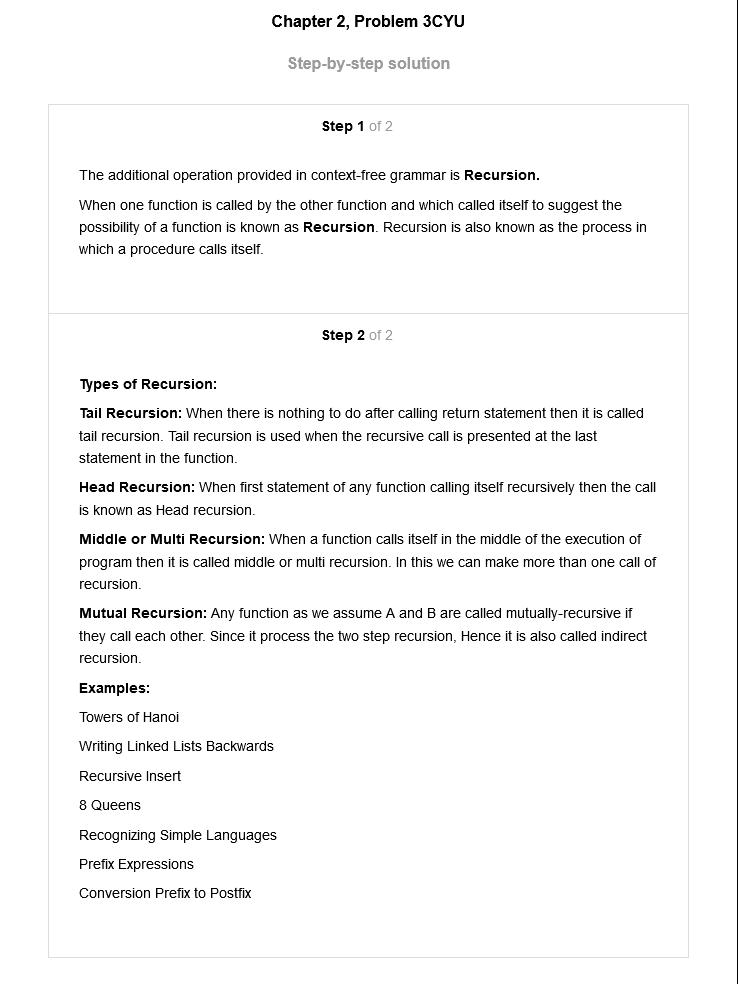 Chapter 2, Problem 3CYU
Step-by-step solution
Step 1 of 2
The additional operation provided in context-free grammar is Recursion.
When one function is called by the other function and which called itself to suggest the
possibility of a function is known as Recursion. Recursion is also known as the process in
which a procedure calls itself.
Step 2 of 2
Types of Recursion:
Tail Recursion: When there is nothing to do after calling return statement then it is called
tail recursion. Tail recursion is used when the recursive call is presented at the last
statement in the function.
Head Recursion: When first statement of any function calling itself recursively then the call
is known as Head recursion.
Middle or Multi Recursion: When a function calls itself in the middle of the execution of
program then it is called middle or multi recursion. In this we can make more than one call of
recursion.
Mutual Recursion: Any function as we assume A and B are called mutually-recursive if
they call each other. Since it process the two step recursion, Hence it is also called indirect
recursion.
Examples:
Towers of Hanoi
Writing Linked Lists Backwards
Recursive Insert
8 Queens
Recognizing Simple Languages
Prefix Expressions
Conversion Prefix to Postfix